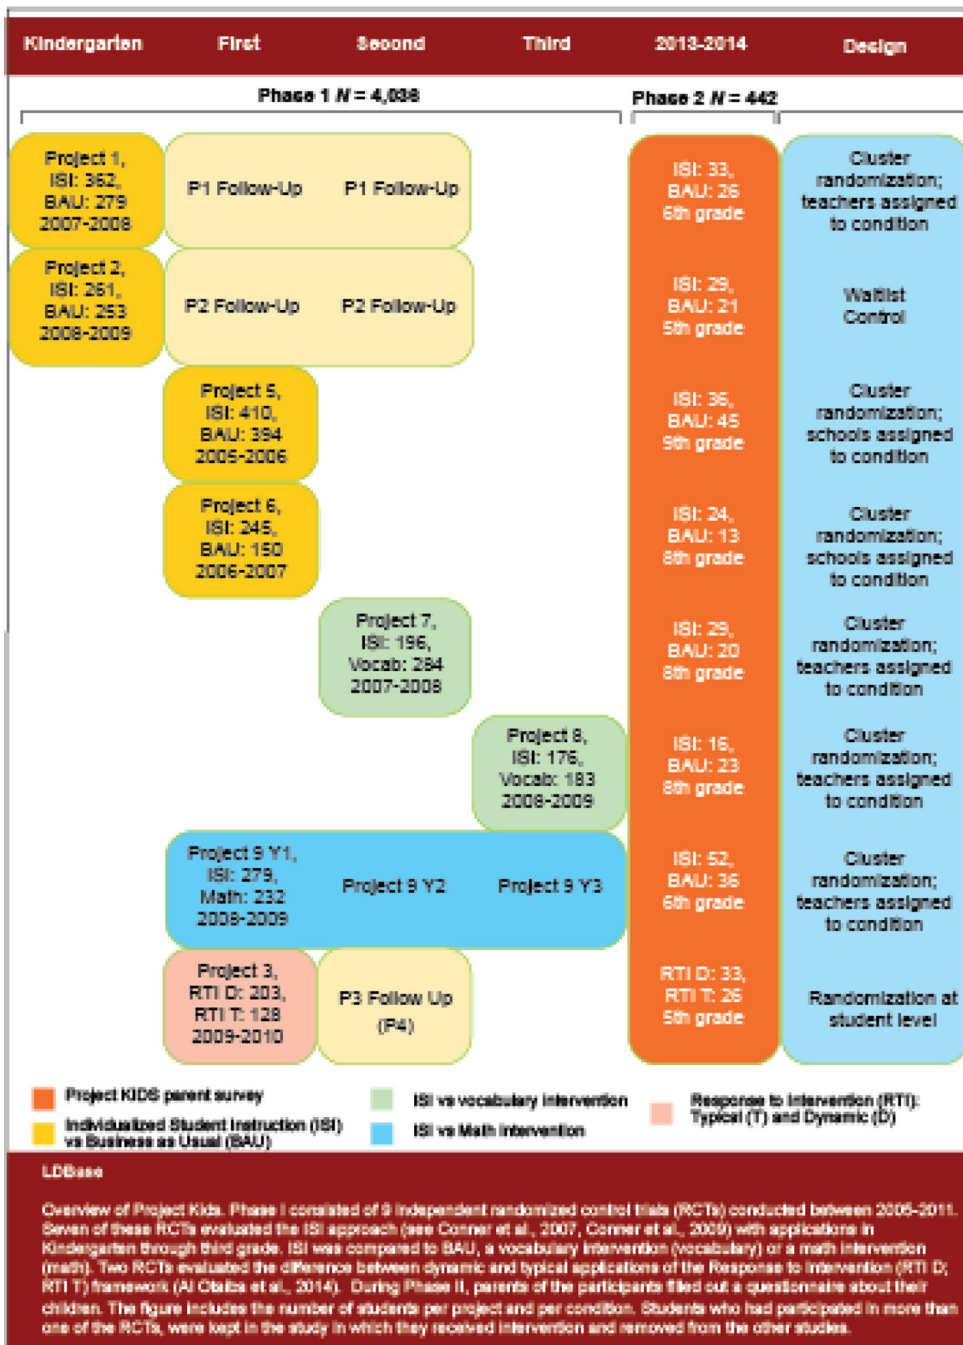 Kindergarten First Second Third 2013-2014 Design
Phase 1 N = 4,036 Phase 2 N = 442
Project 1,
ISI: 362,
BAU: 279
2007-2008
P1 Follow-Up P1 Follow-Up
ISI: 33,
BAU: 26
6th grade
Cluster
randomization;
teachers assigned
to condition
Project 2,
ISI: 261,
BAU: 253
2008-2009
P2 Follow-Up P2 Follow-Up
ISI: 29,
BAU: 21
5th grade
Waitlist
Control
Project 5,
ISI: 410,
BAU: 394
2005-2006
ISI: 36,
BAU: 45
9th grade
Cluster
randomization;
schools assigned
to condition
Project 6,
ISI: 245,
BAU: 150
2006-2007
ISI: 24,
BAU: 13
8th grade
Cluster
randomization;
schools assigned
to condition
Project 7,
ISI: 196,
Vocab: 284
2007-2008
ISI: 29,
BAU: 20
8th grade
Cluster
randomization;
teachers assigned
to condition
Project 8,
ISI: 176,
Vocab: 183
2008-2009
ISI: 16,
BAU: 23
8th grade
Cluster
randomization;
teachers assigned
to condition
Project 9 Y1,
ISI: 279,
Math: 232
2008-2009
Project 9 Y2 Project 9 Y3
ISI: 52,
BAU: 36
6th grade
Cluster
randomization;
teachers assigned
to condition
Project 3,
RTI D: 203,
RTI T: 128
2009-2010
P3 Follow Up
(P4)
RTI D: 33,
RTI T: 26
5th grade
Randomization at
student level
Project KIDS parent survey
Individualized Student Instruction (ISI)
vs Business as Usual (BAU)
ISI vs vocabulary intervention
ISI vs Math intervention
Response to Intervention (RTI):
Typical (T) and Dynamic (D)
LDBase
Overview of Project Kids. Phase I consisted of 9 independent randomized control trials (RCTs) conducted between 2005-2011.
Seven of these RCTs evaluated the ISI approach (see Conner et al., 2007, Conner et al., 2009) with applications in
Kindergarten through third grade. ISI was compared to BAU, a vocabulary intervention (vocabulary) or a math intervention
(math). Two RCTs evaluated the difference between dynamic and typical applications of the Response to Intervention (RTI D;
RTI T) framework (Al Otaiba et al., 2014). During Phase II, parents of the participants filled out a questionnaire about their
children. The figure includes the number of students per project and per condition. Students who had participated in more than
one of the RCTs, were kept in the study in which they received intervention and removed from the other studies.